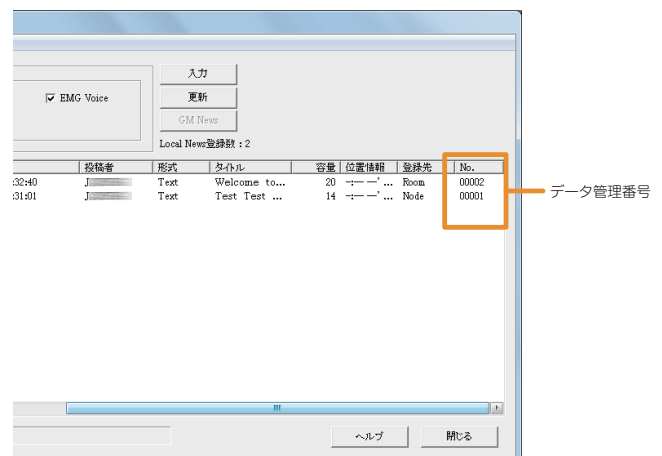 入力
EMG Voice
更新
GM News
Local News登録数：2
投稿者 形式 タイトル 容量 位置情報 登録先 No.
:32:40 J Text Welcome to... 20 -:-- --' ... Room 00002
:31:01 J Text Test Test ... 14 -:-- --' ... Node 00001
データ管理番号
ヘルプ 閉じる